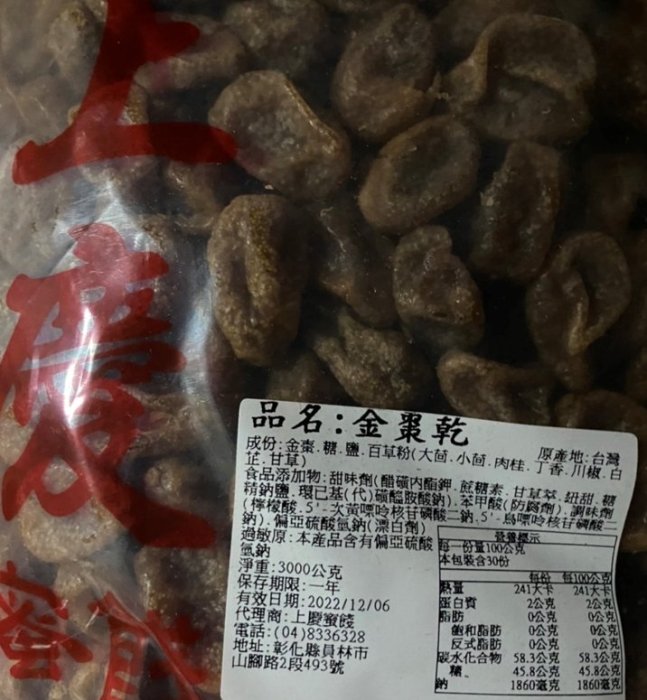 上
慶
蜜
餞
品名:金棗乾
原產地:台灣
成份:金棗.糖.鹽.百草粉(大茴.小茴.肉桂.丁香.川椒.白
芷.甘草)
食品添加物:甜味劑(醋磺內酯鉀.蔗糖素.甘草萃.紐甜.糖
精鈉鹽.環己基(代)磺醯胺酸鈉).苯甲酸(防腐劑).調味劑
(檸檬酸.5'-次黃嘌呤核苷磷酸二鈉.5'-鳥嘌呤核苷磷酸二
鈉).偏亞硫酸氫鈉(漂白劑)
過敏原:本產品含有偏亞硫酸
氫鈉
淨重:3000公克
保存期限:一年
有效日期:2022/12/06
代理商:上慶蜜餞
電話:(04)8336328
地址:彰化縣員林市
山腳路2段493號
營養標示
每一份量100公克
本包裝含30份
每份 每100公克
熱量 241大卡 241大卡
蛋白質 2公克 2公克
脂肪 0公克 0公克
飽和脂肪 0公克 0公克
反式脂肪 0公克 0公克
碳水化合物 58.3公克 58.3公克
糖 45.8公克 45.8公克
鈉 1860毫克 1860毫克